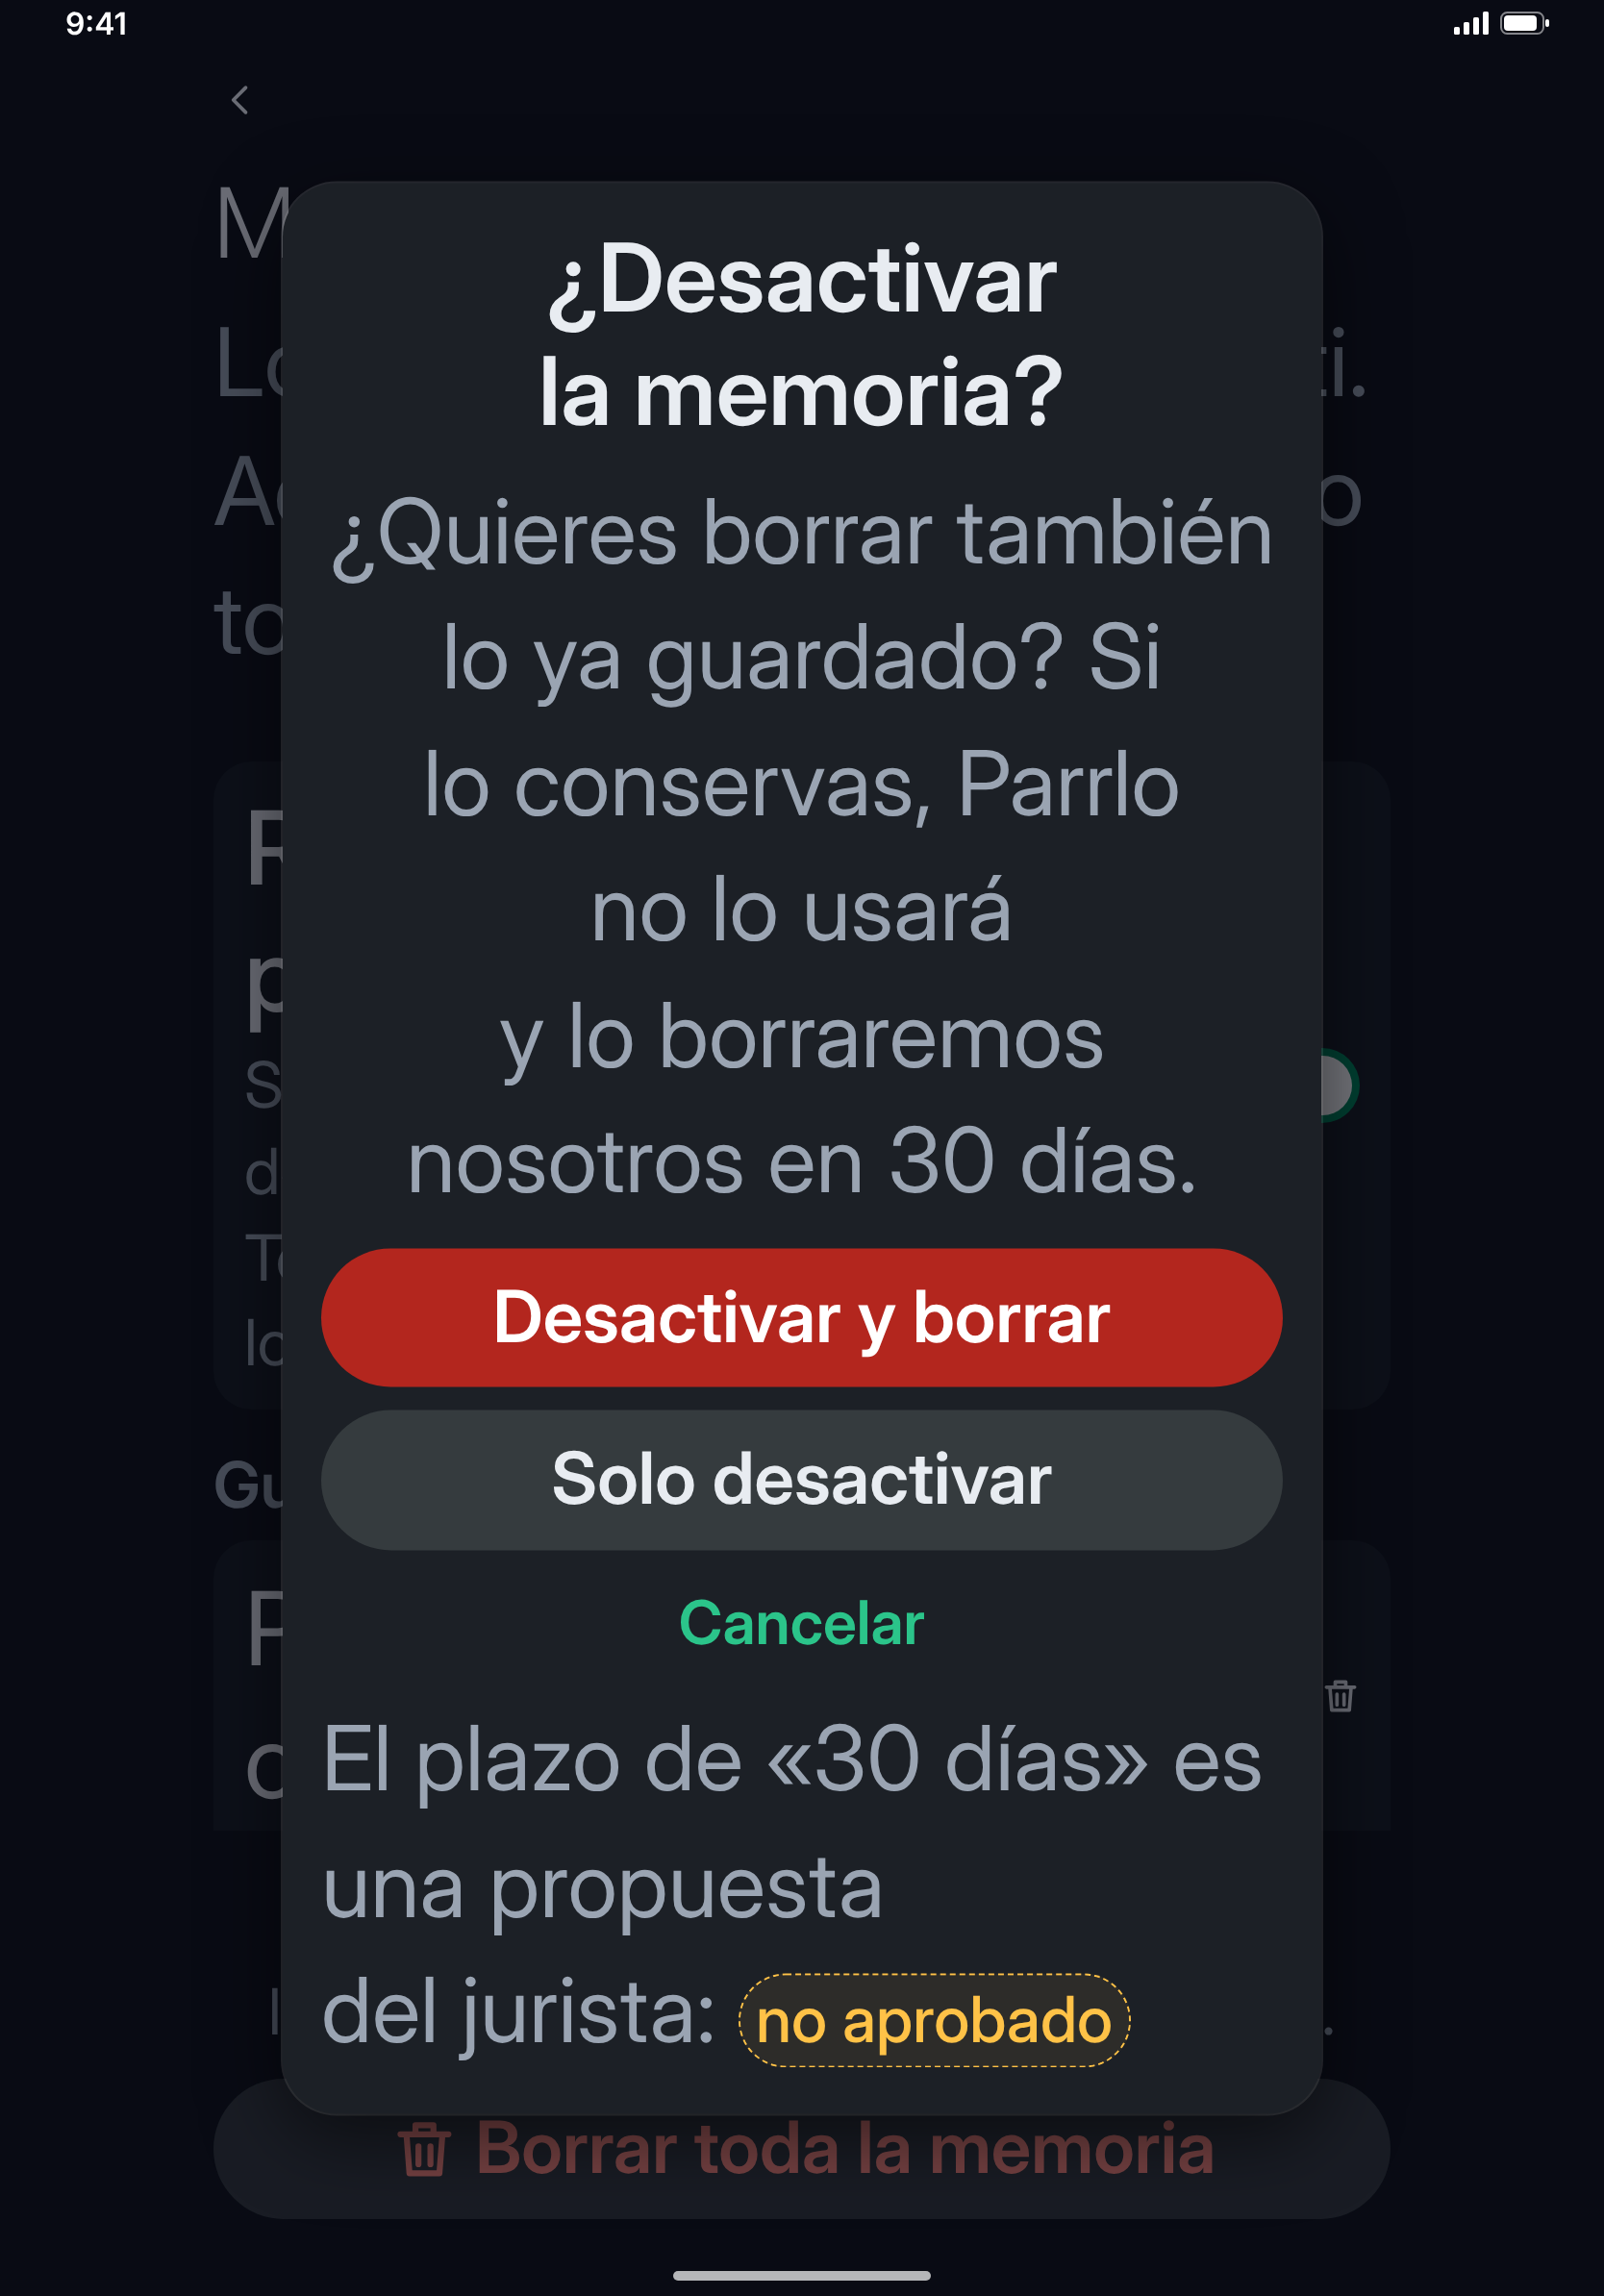 9:41
¿Desactivar
la memoria?
¿Quieres borrar también
lo ya guardado? Si
lo conservas, Parrlo
no lo usará
y lo borraremos
nosotros en 30 días.
Desactivar y borrar
Solo desactivar
Cancelar
El plazo de «30 días» es
una propuesta
del jurista: no aprobado
Borrar toda la memoria